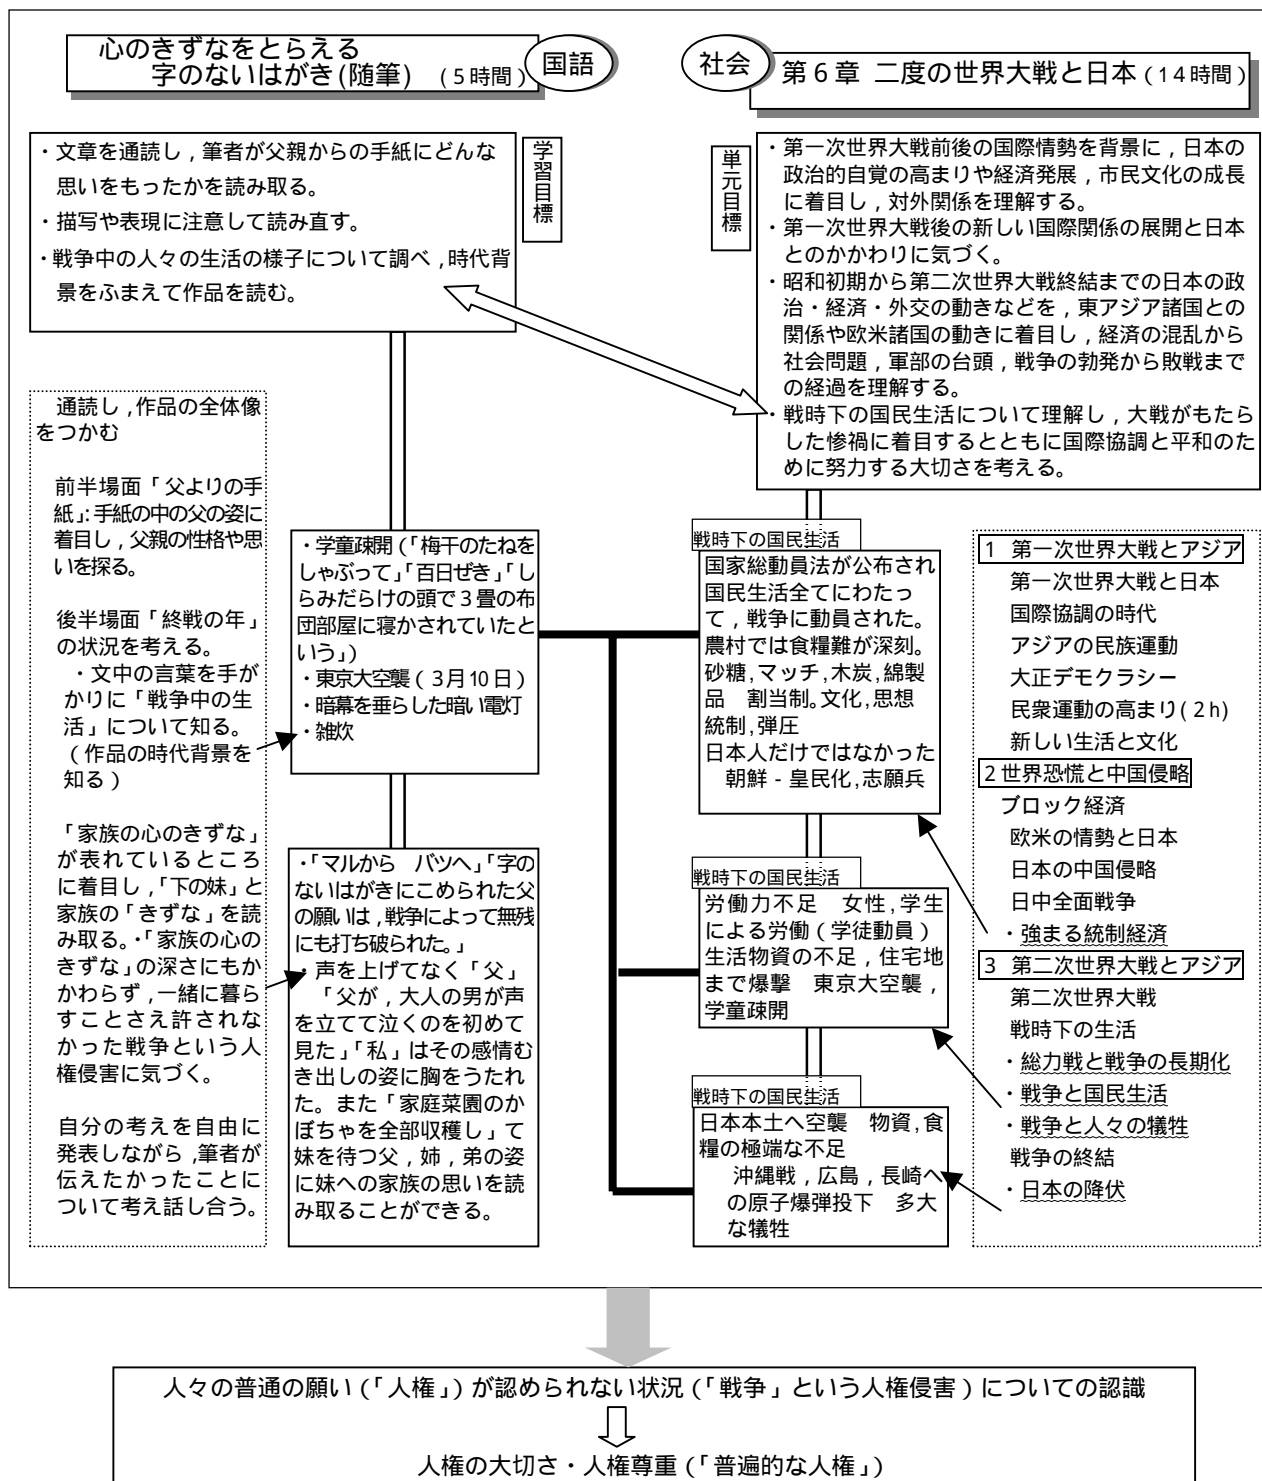 心のきずなをとらえる
字のないはがき(随筆) (5時間)
国語
社会
第6章 二度の世界大戦と日本(14時間)
・文章を通読し,筆者が父親からの手紙にどんな
思いをもったかを読み取る。
・描写や表現に注意して読み直す。
・戦争中の人々の生活の様子について調べ,時代背
景をふまえて作品を読む。
学習目標
単元目標
・第一次世界大戦前後の国際情勢を背景に,日本の
政治的自覚の高まりや経済発展,市民文化の成長
に着目し,対外関係を理解する。
・第一次世界大戦後の新しい国際関係の展開と日本
とのかかわりに気づく。
・昭和初期から第二次世界大戦終結までの日本の政
治・経済・外交の動きなどを,東アジア諸国との
関係や欧米諸国の動きに着目し,経済の混乱から
社会問題,軍部の台頭,戦争の勃発から敗戦まで
の経過を理解する。
・戦時下の国民生活について理解し,大戦がもたら
した惨禍に着目するとともに国際協調と平和のた
めに努力する大切さを考える。
通読し,作品の全体像
をつかむ
前半場面「父よりの手
紙」:手紙の中の父の姿に
着目し,父親の性格や思
いを探る。
後半場面「終戦の年」
の状況を考える。
・文中の言葉を手が
かりに「戦争中の生
活」について知る。
(作品の時代背景を
知る)
「家族の心のきずな」
が表れているところ
に着目し,「下の妹」と
家族の「きずな」を読
み取る。・「家族の心の
きずな」の深さにもか
かわらず,一緒に暮ら
すことさえ許されな
かった戦争という人
権侵害に気づく。
自分の考えを自由に
発表しながら,筆者が
伝えたかったことに
ついて考え話し合う。
・学童疎開(「梅干のたねを
しゃぶって」「百日ぜき」「し
らみだらけの頭で3畳の布
団部屋に寝かされていたと
いう」)
・東京大空襲(3月10日)
・暗幕を垂らした暗い電灯
・雑炊
・「マルから バツへ」「字の
ないはがきにこめられた父
の願いは,戦争によって無残
にも打ち破られた。」
・声を上げてなく「父」
「父が,大人の男が声
を立てて泣くのを初めて
見た」「私」はその感情む
き出しの姿に胸をうたれ
た。また「家庭菜園のか
ぼちゃを全部収穫し」て
妹を待つ父,姉,弟の姿
に妹への家族の思いを読
み取ることができる。
戦時下の国民生活
国家総動員法が公布され
国民生活全てにわたっ
て,戦争に動員された。
農村では食糧難が深刻。
砂糖,マッチ,木炭,綿製
品 割当制。文化,思想
統制,弾圧
日本人だけではなかった
朝鮮-皇民化,志願兵
戦時下の国民生活
労働力不足 女性,学生
による労働(学徒動員)
生活物資の不足,住宅地
まで爆撃 東京大空襲,
学童疎開
戦時下の国民生活
日本本土へ空襲 物資,食
糧の極端な不足
沖縄戦,広島,長崎へ
の原子爆弾投下 多大
な犠牲
1 第一次世界大戦とアジア
第一次世界大戦と日本
国際協調の時代
アジアの民族運動
大正デモクラシー
民衆運動の高まり(2h)
新しい生活と文化
2世界恐慌と中国侵略
ブロック経済
欧米の情勢と日本
日本の中国侵略
日中全面戦争
・強まる統制経済
3 第二次世界大戦とアジア
第二次世界大戦
戦時下の生活
・総力戦と戦争の長期化
・戦争と国民生活
・戦争と人々の犠牲
戦争の終結
・日本の降伏
人々の普通の願い(「人権」)が認められない状況(「戦争」という人権侵害)についての認識
人権の大切さ・人権尊重(「普遍的な人権」)